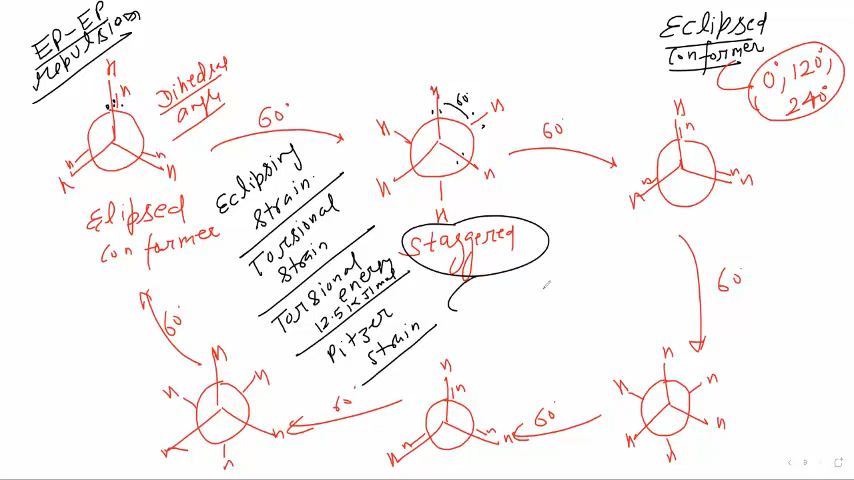 EP-EP
repulsion
Dihedral
angle
60°
Eclipsed
conformer
0°, 120°,
240°
H
H
H
H
H
H
60°
H
H
H
H
H
H
60°
60°
H
H
H
H
H
H
Elipsed
conformer
Eclipsing
strain.
Torsional
strain
Torsional
energy
12.5 kJ/mol
Pitzer
strain
staggered
60°
60°
H
H
H
H
H
60°
H
H
H
H
H
H
60°
H
H
H
H
H
H